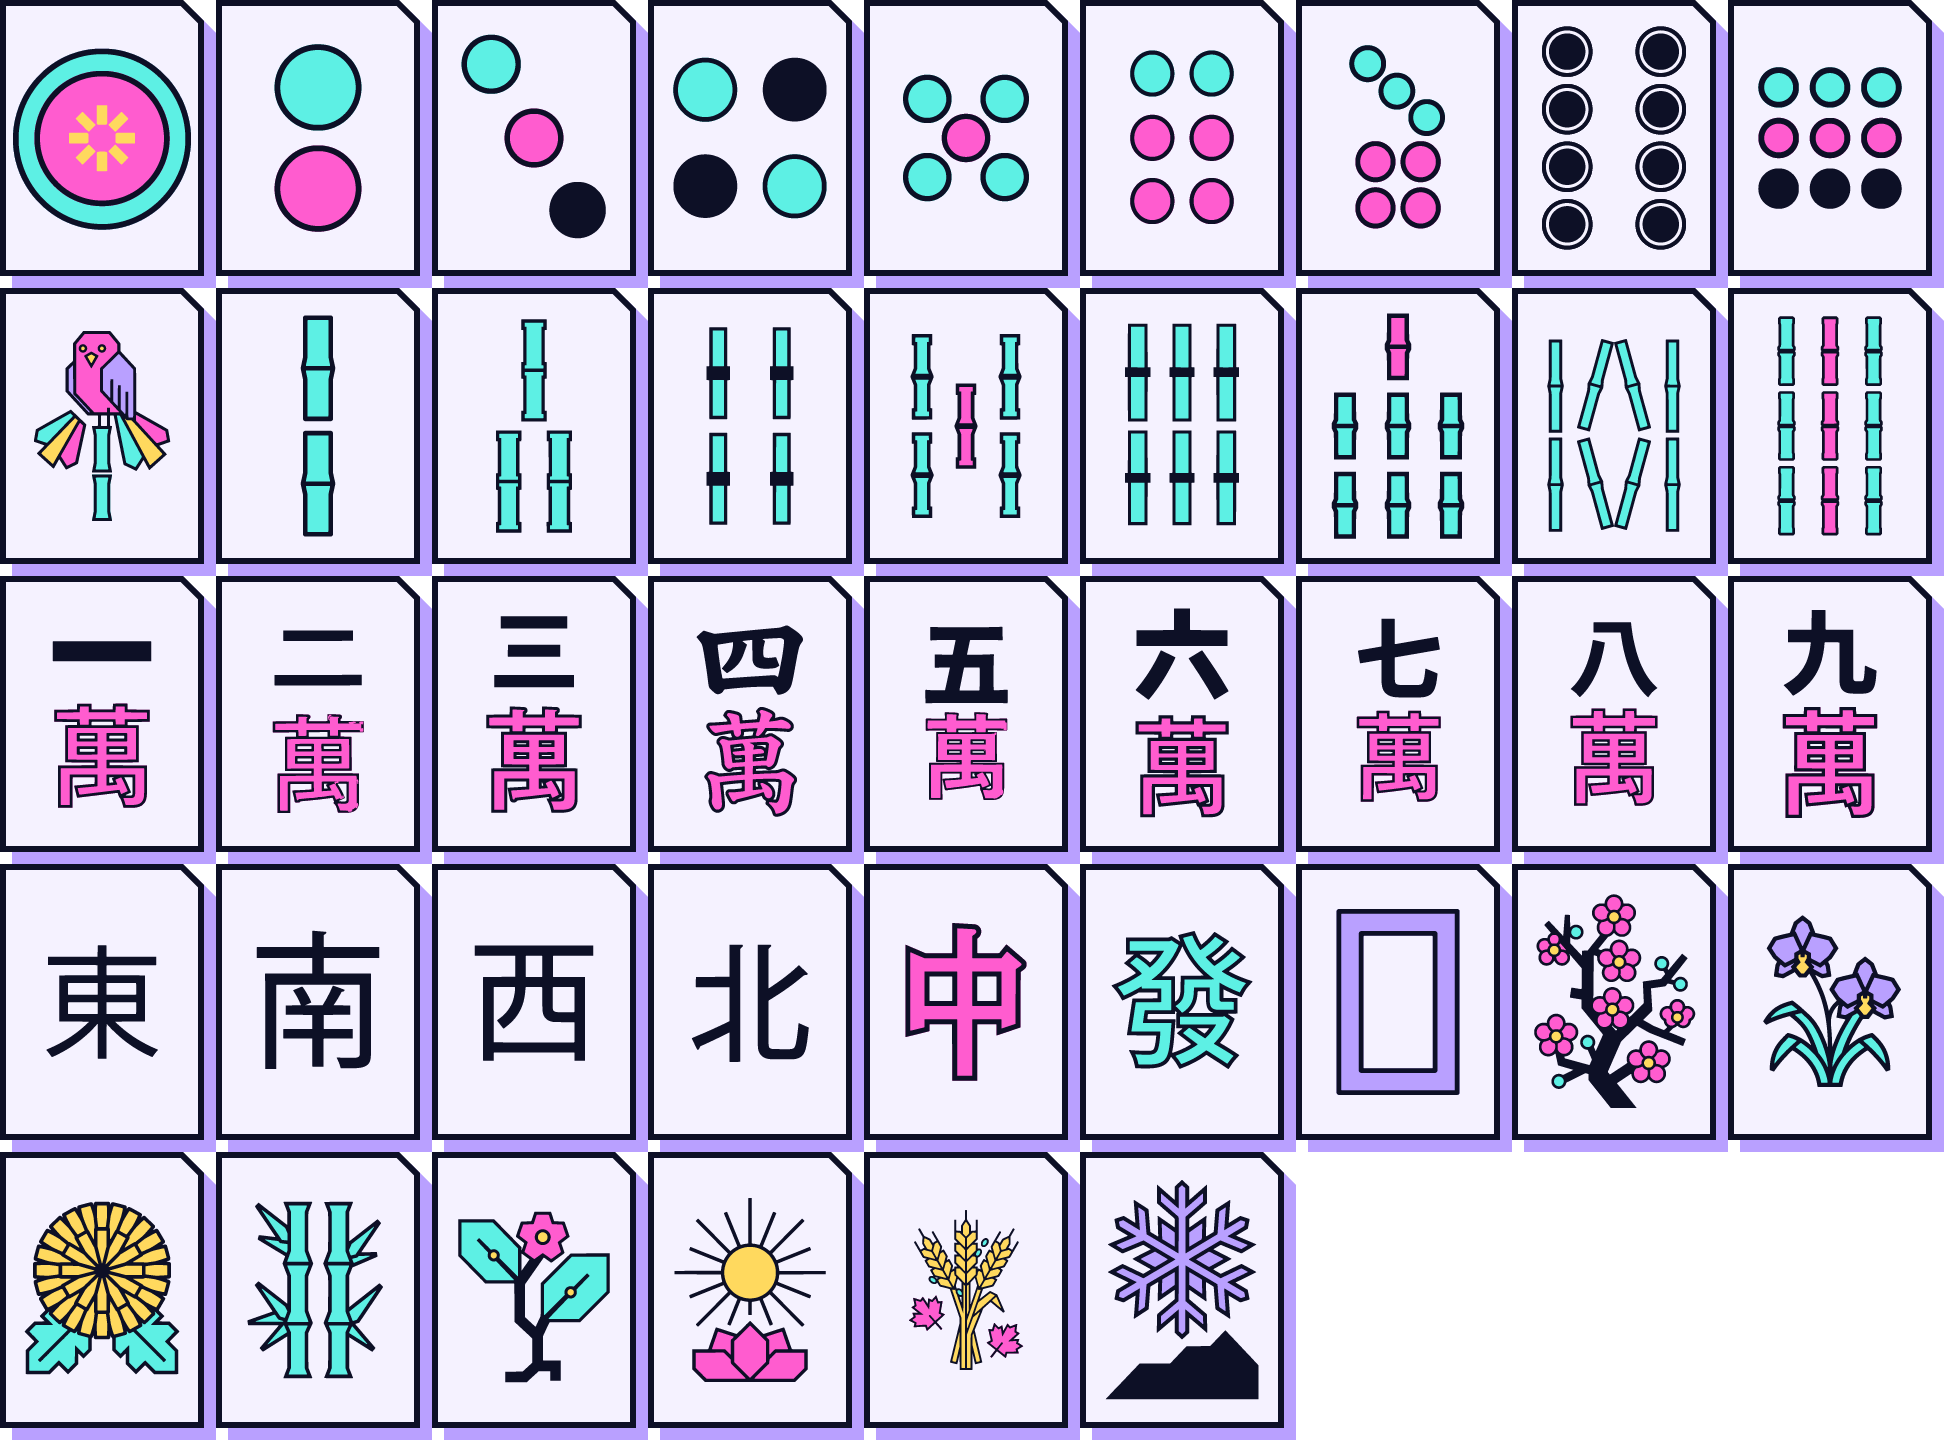 一 二 三 四 五 六 七 八 九
萬 萬 萬 萬 萬 萬 萬 萬 萬
東 南 西 北 中 發